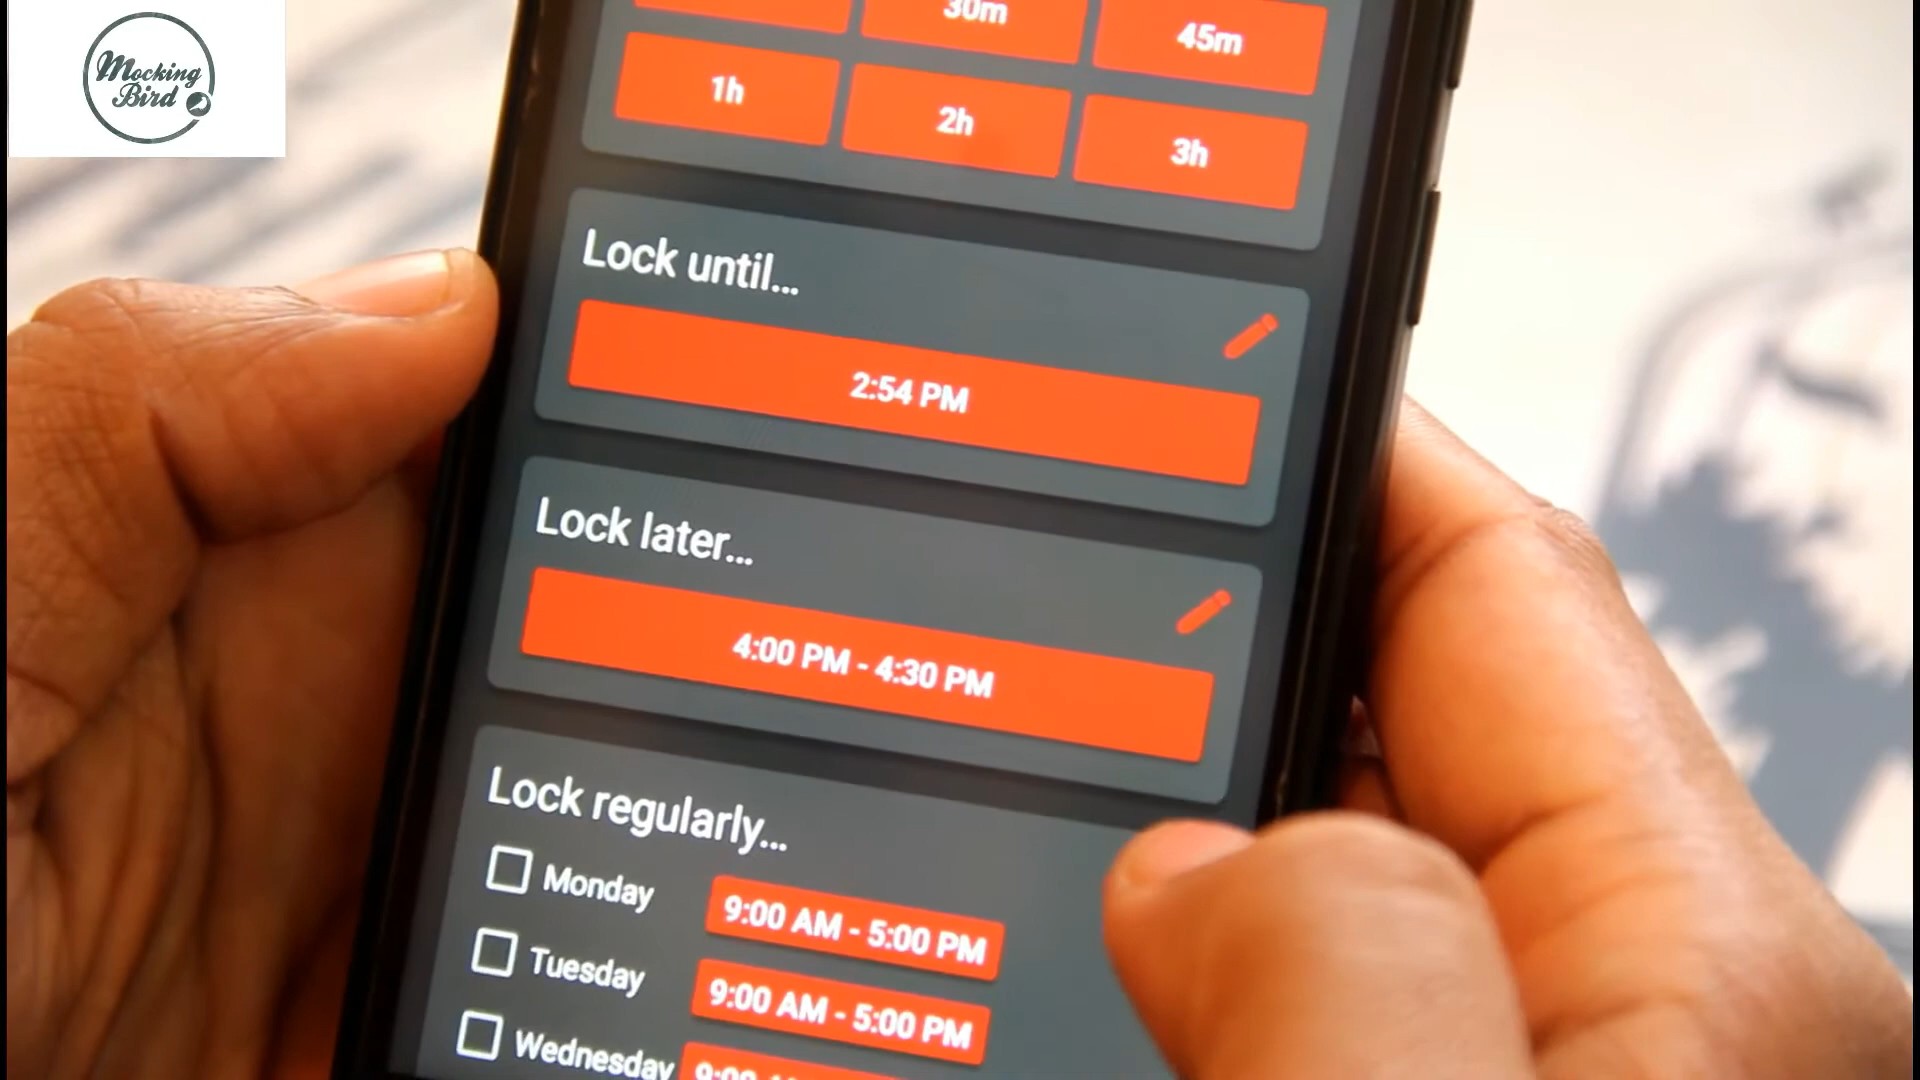 Mocking
Bird
30m
45m
1h
2h
3h
Lock until...
2:54 PM
Lock later...
4:00 PM - 4:30 PM
Lock regularly...
Monday
9:00 AM - 5:00 PM
Tuesday
9:00 AM - 5:00 PM
Wednesday